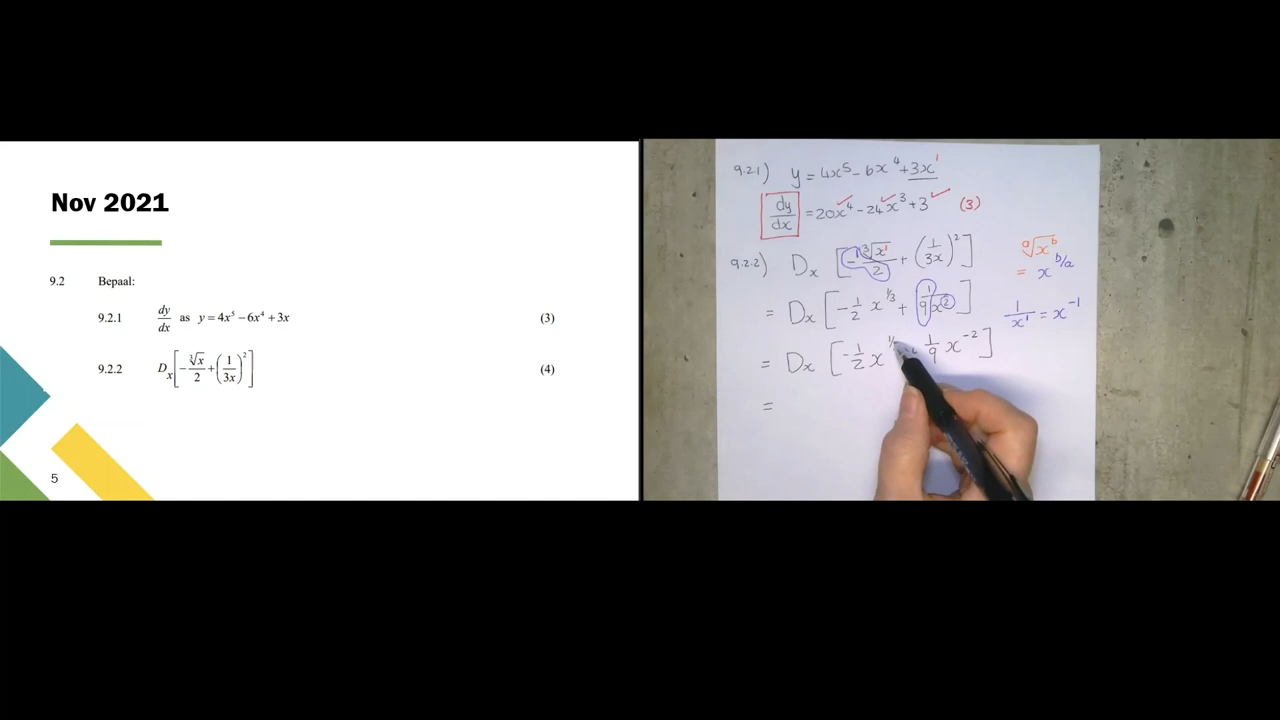 Nov 2021
9.2 Bepaal:
9.2.1 dy/dx as y = 4x⁵ − 6x⁴ + 3x (3)
9.2.2 Dₓ[−∛x/2 + (1/3x)²] (4)
5
9.2.1) y = 4x⁵ − 6x⁴ + 3x¹
dy/dx = 20x⁴ − 24x³ + 3 (3)
9.2.2) Dₓ [−1∛x¹/2 + (1/3x)²]
= Dₓ [−1/2 x^1/3 + 1/9x²]
= Dₓ [−1/2 x 1/9 x⁻²]
=
ᵃ√xᵇ
= x^b/a
1/x¹ = x⁻¹